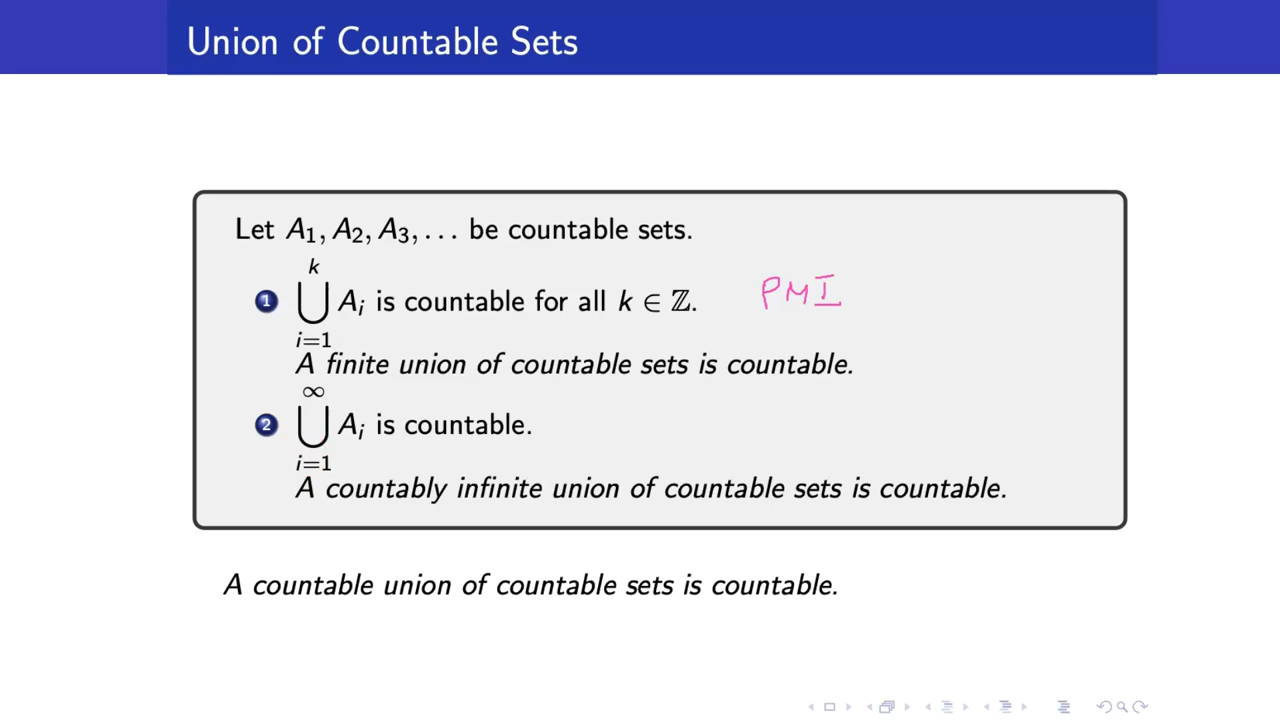 Union of Countable Sets
Let A₁, A₂, A₃, . . . be countable sets.
1 ⋃_{i=1}^{k} A_i is countable for all k ∈ ℤ. PMI
A finite union of countable sets is countable.
2 ⋃_{i=1}^{∞} A_i is countable.
A countably infinite union of countable sets is countable.
A countable union of countable sets is countable.